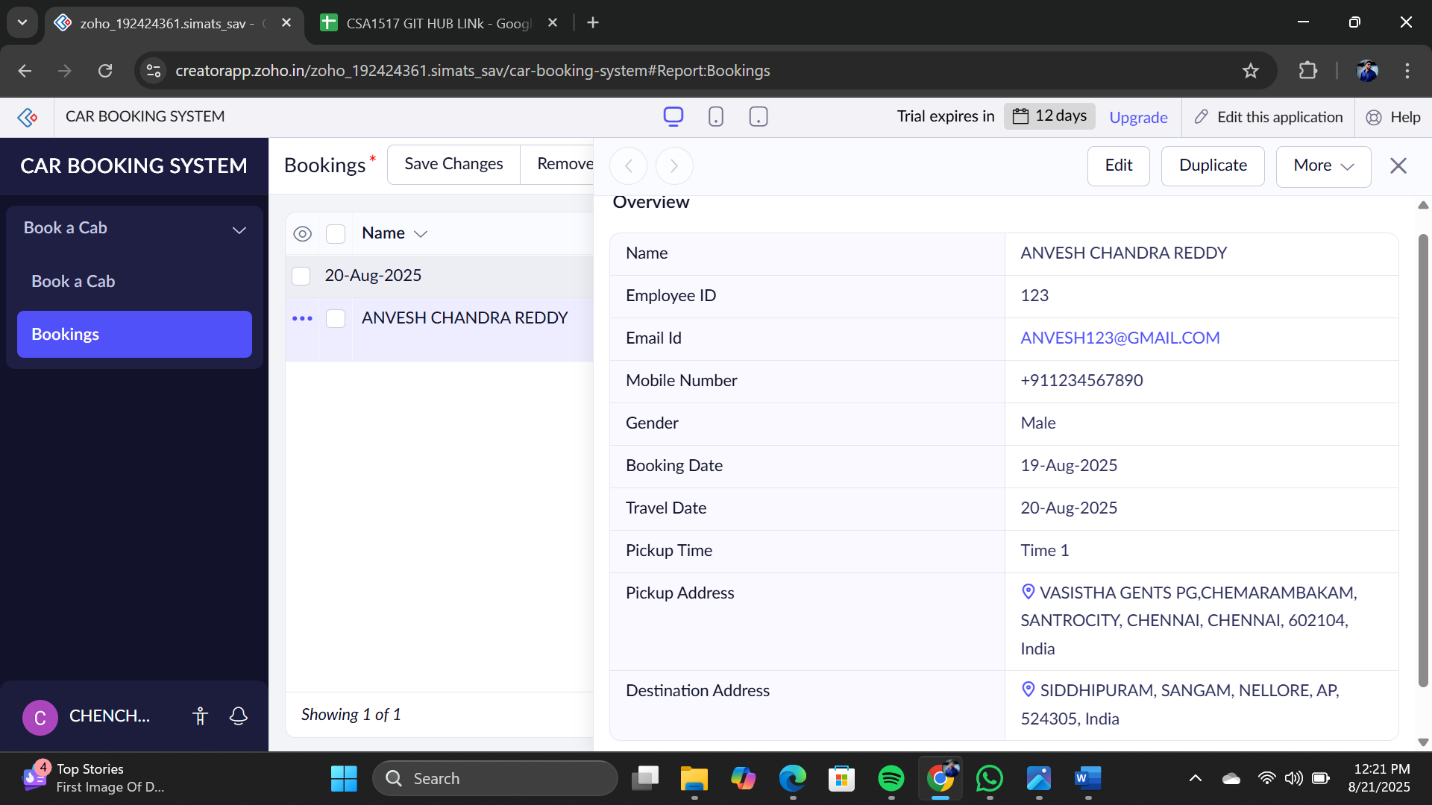 zoho_192424361.simats_sav -
CSA1517 GIT HUB LINk - Goog
creatorapp.zoho.in/zoho_192424361.simats_sav/car-booking-system#Report:Bookings
CAR BOOKING SYSTEM
Trial expires in 12 days Upgrade Edit this application Help
CAR BOOKING SYSTEM
Book a Cab
Book a Cab
Bookings
CHENCH...
C
Bookings* Save Changes Remove
Name
20-Aug-2025
ANVESH CHANDRA REDDY
Showing 1 of 1
Edit Duplicate More
Overview
Name ANVESH CHANDRA REDDY
Employee ID 123
Email Id ANVESH123@GMAIL.COM
Mobile Number +911234567890
Gender Male
Booking Date 19-Aug-2025
Travel Date 20-Aug-2025
Pickup Time Time 1
Pickup Address VASISTHA GENTS PG,CHEMARAMBAKAM,
SANTROCITY, CHENNAI, CHENNAI, 602104,
India
Destination Address SIDDHIPURAM, SANGAM, NELLORE, AP,
524305, India
4
Top Stories
First Image Of D...
Search
W
12:21 PM
8/21/2025